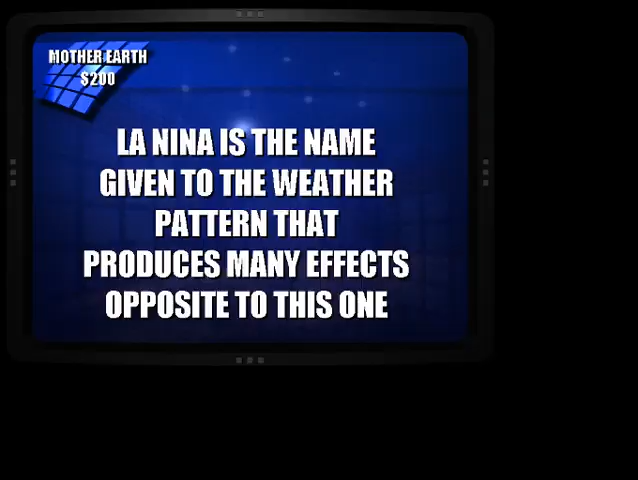 MOTHER EARTH
$200
LA NINA IS THE NAME
GIVEN TO THE WEATHER
PATTERN THAT
PRODUCES MANY EFFECTS
OPPOSITE TO THIS ONE